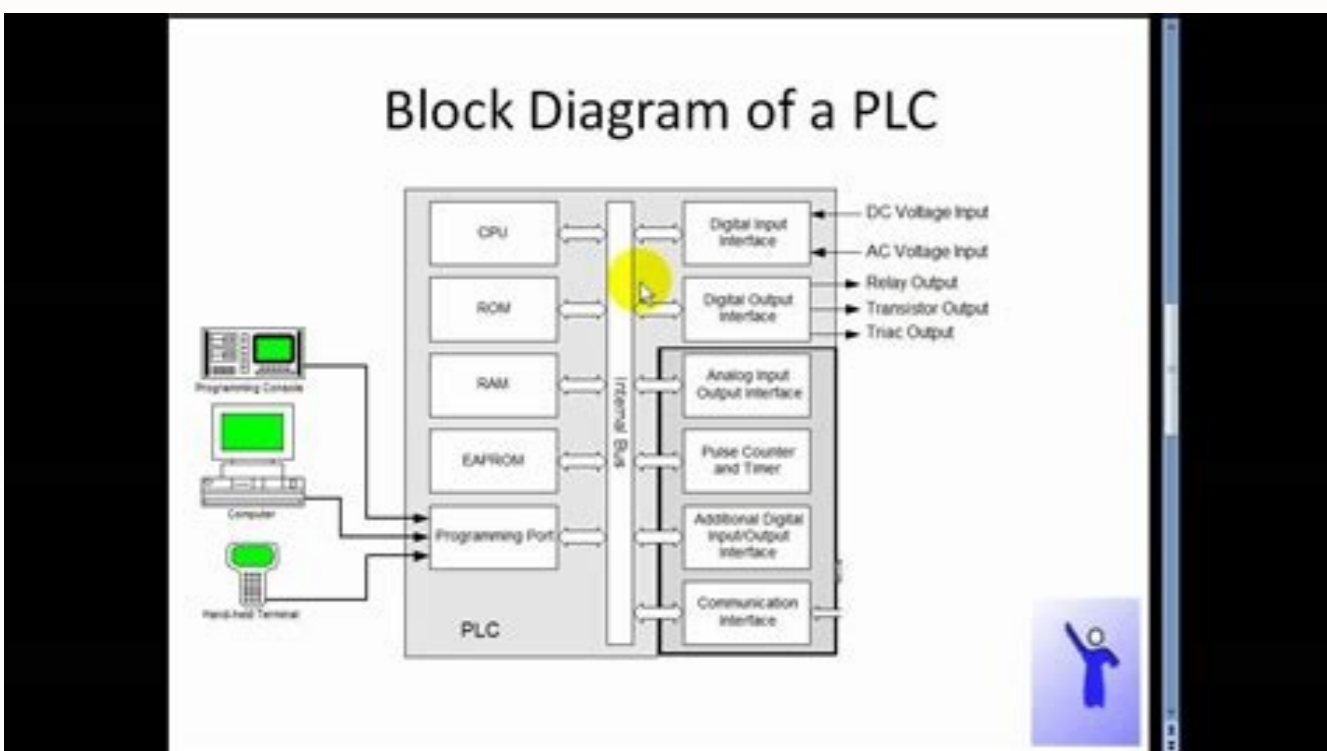 Block Diagram of a PLC
CPU
ROM
RAM
EAPROM
Programming Port
PLC
Internal Bus
Digital Input
Interface
Digital Output
Interface
Analog Input
Output Interface
Pulse Counter
and Timer
Additional Digital
Input/Output
Interface
Communication
Interface
DC Voltage Input
AC Voltage Input
Relay Output
Transistor Output
Triac Output
Programming Console
Computer
Hand-held Terminal